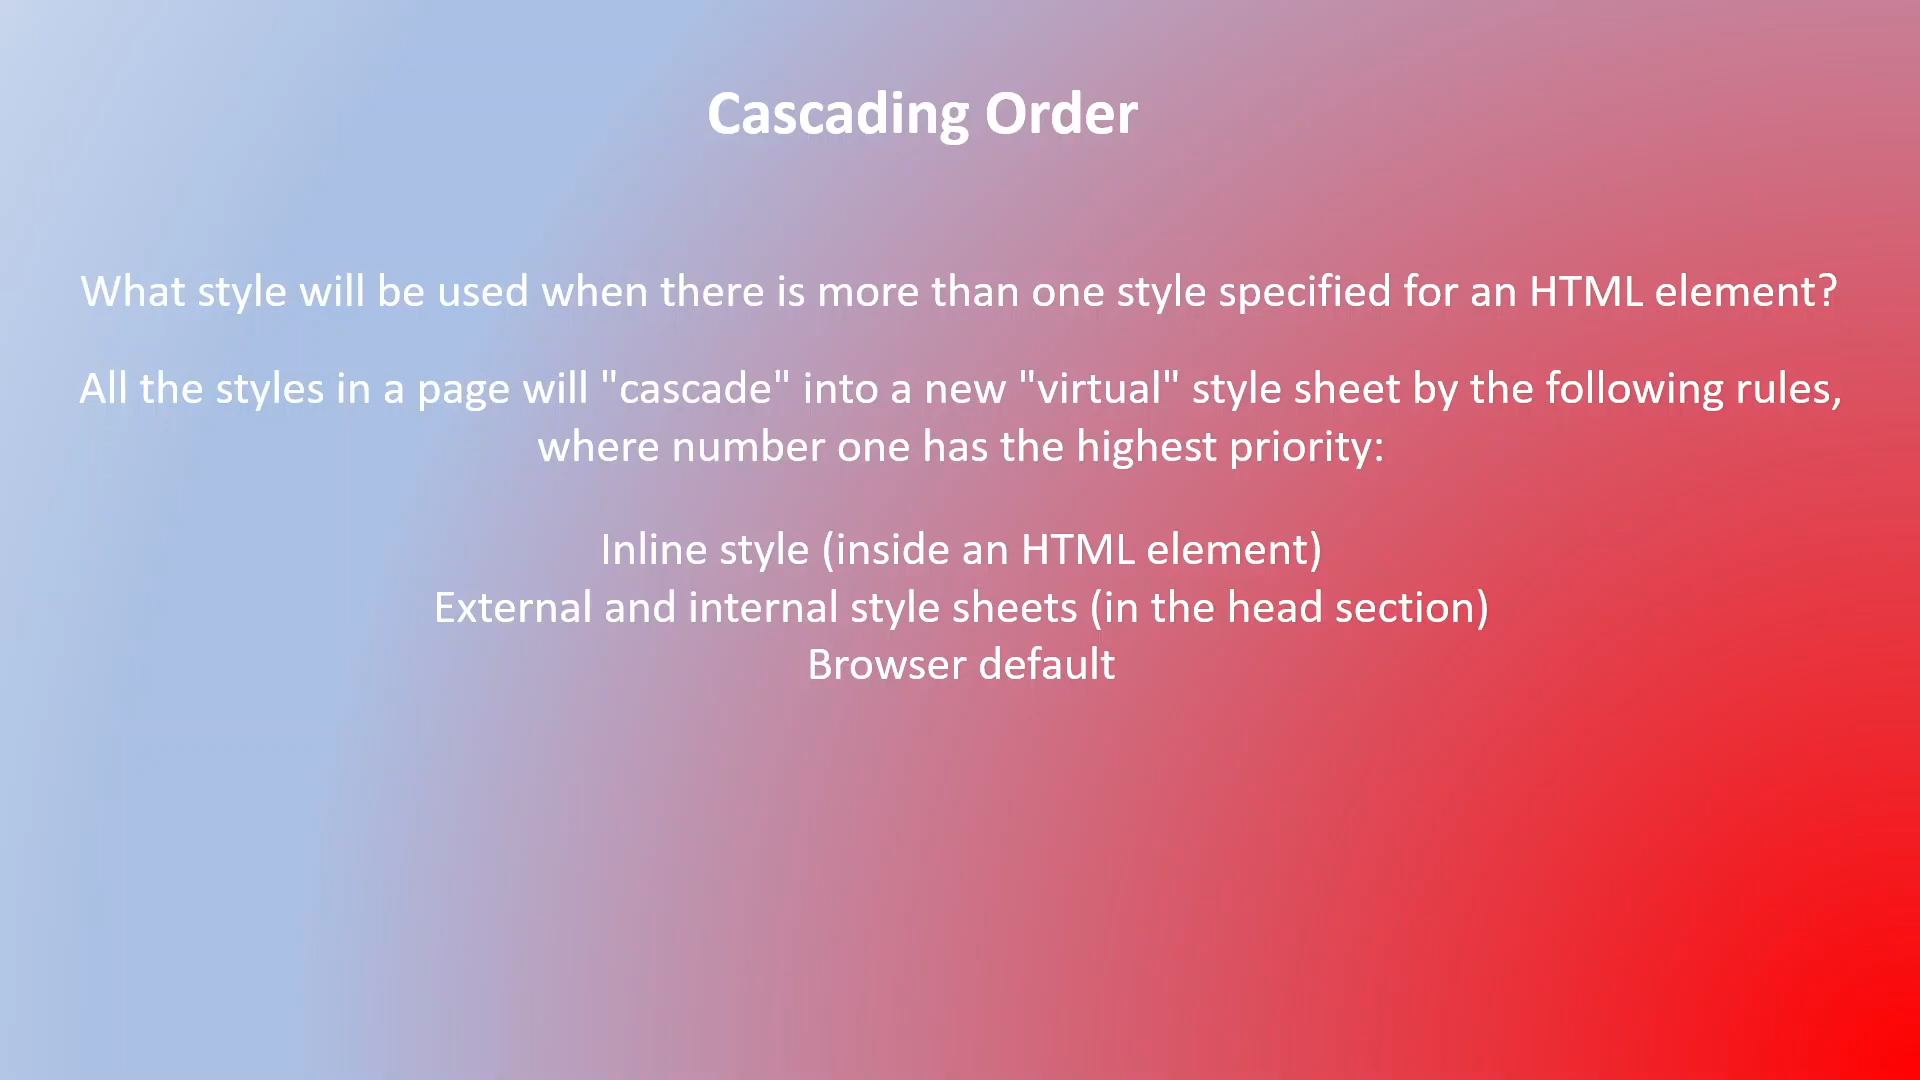 Cascading Order
What style will be used when there is more than one style specified for an HTML element?
All the styles in a page will "cascade" into a new "virtual" style sheet by the following rules,
where number one has the highest priority:
Inline style (inside an HTML element)
External and internal style sheets (in the head section)
Browser default